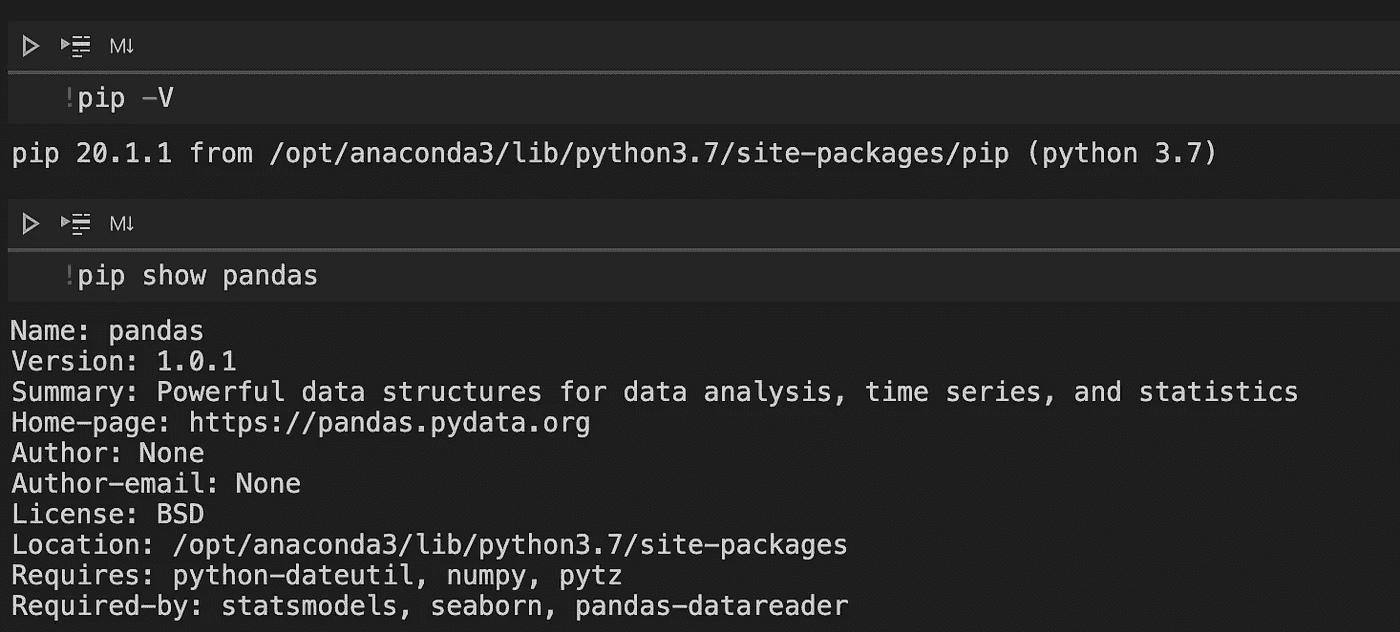 M↓
!pip -V
pip 20.1.1 from /opt/anaconda3/lib/python3.7/site-packages/pip (python 3.7)
M↓
!pip show pandas
Name: pandas
Version: 1.0.1
Summary: Powerful data structures for data analysis, time series, and statistics
Home-page: https://pandas.pydata.org
Author: None
Author-email: None
License: BSD
Location: /opt/anaconda3/lib/python3.7/site-packages
Requires: python-dateutil, numpy, pytz
Required-by: statsmodels, seaborn, pandas-datareader